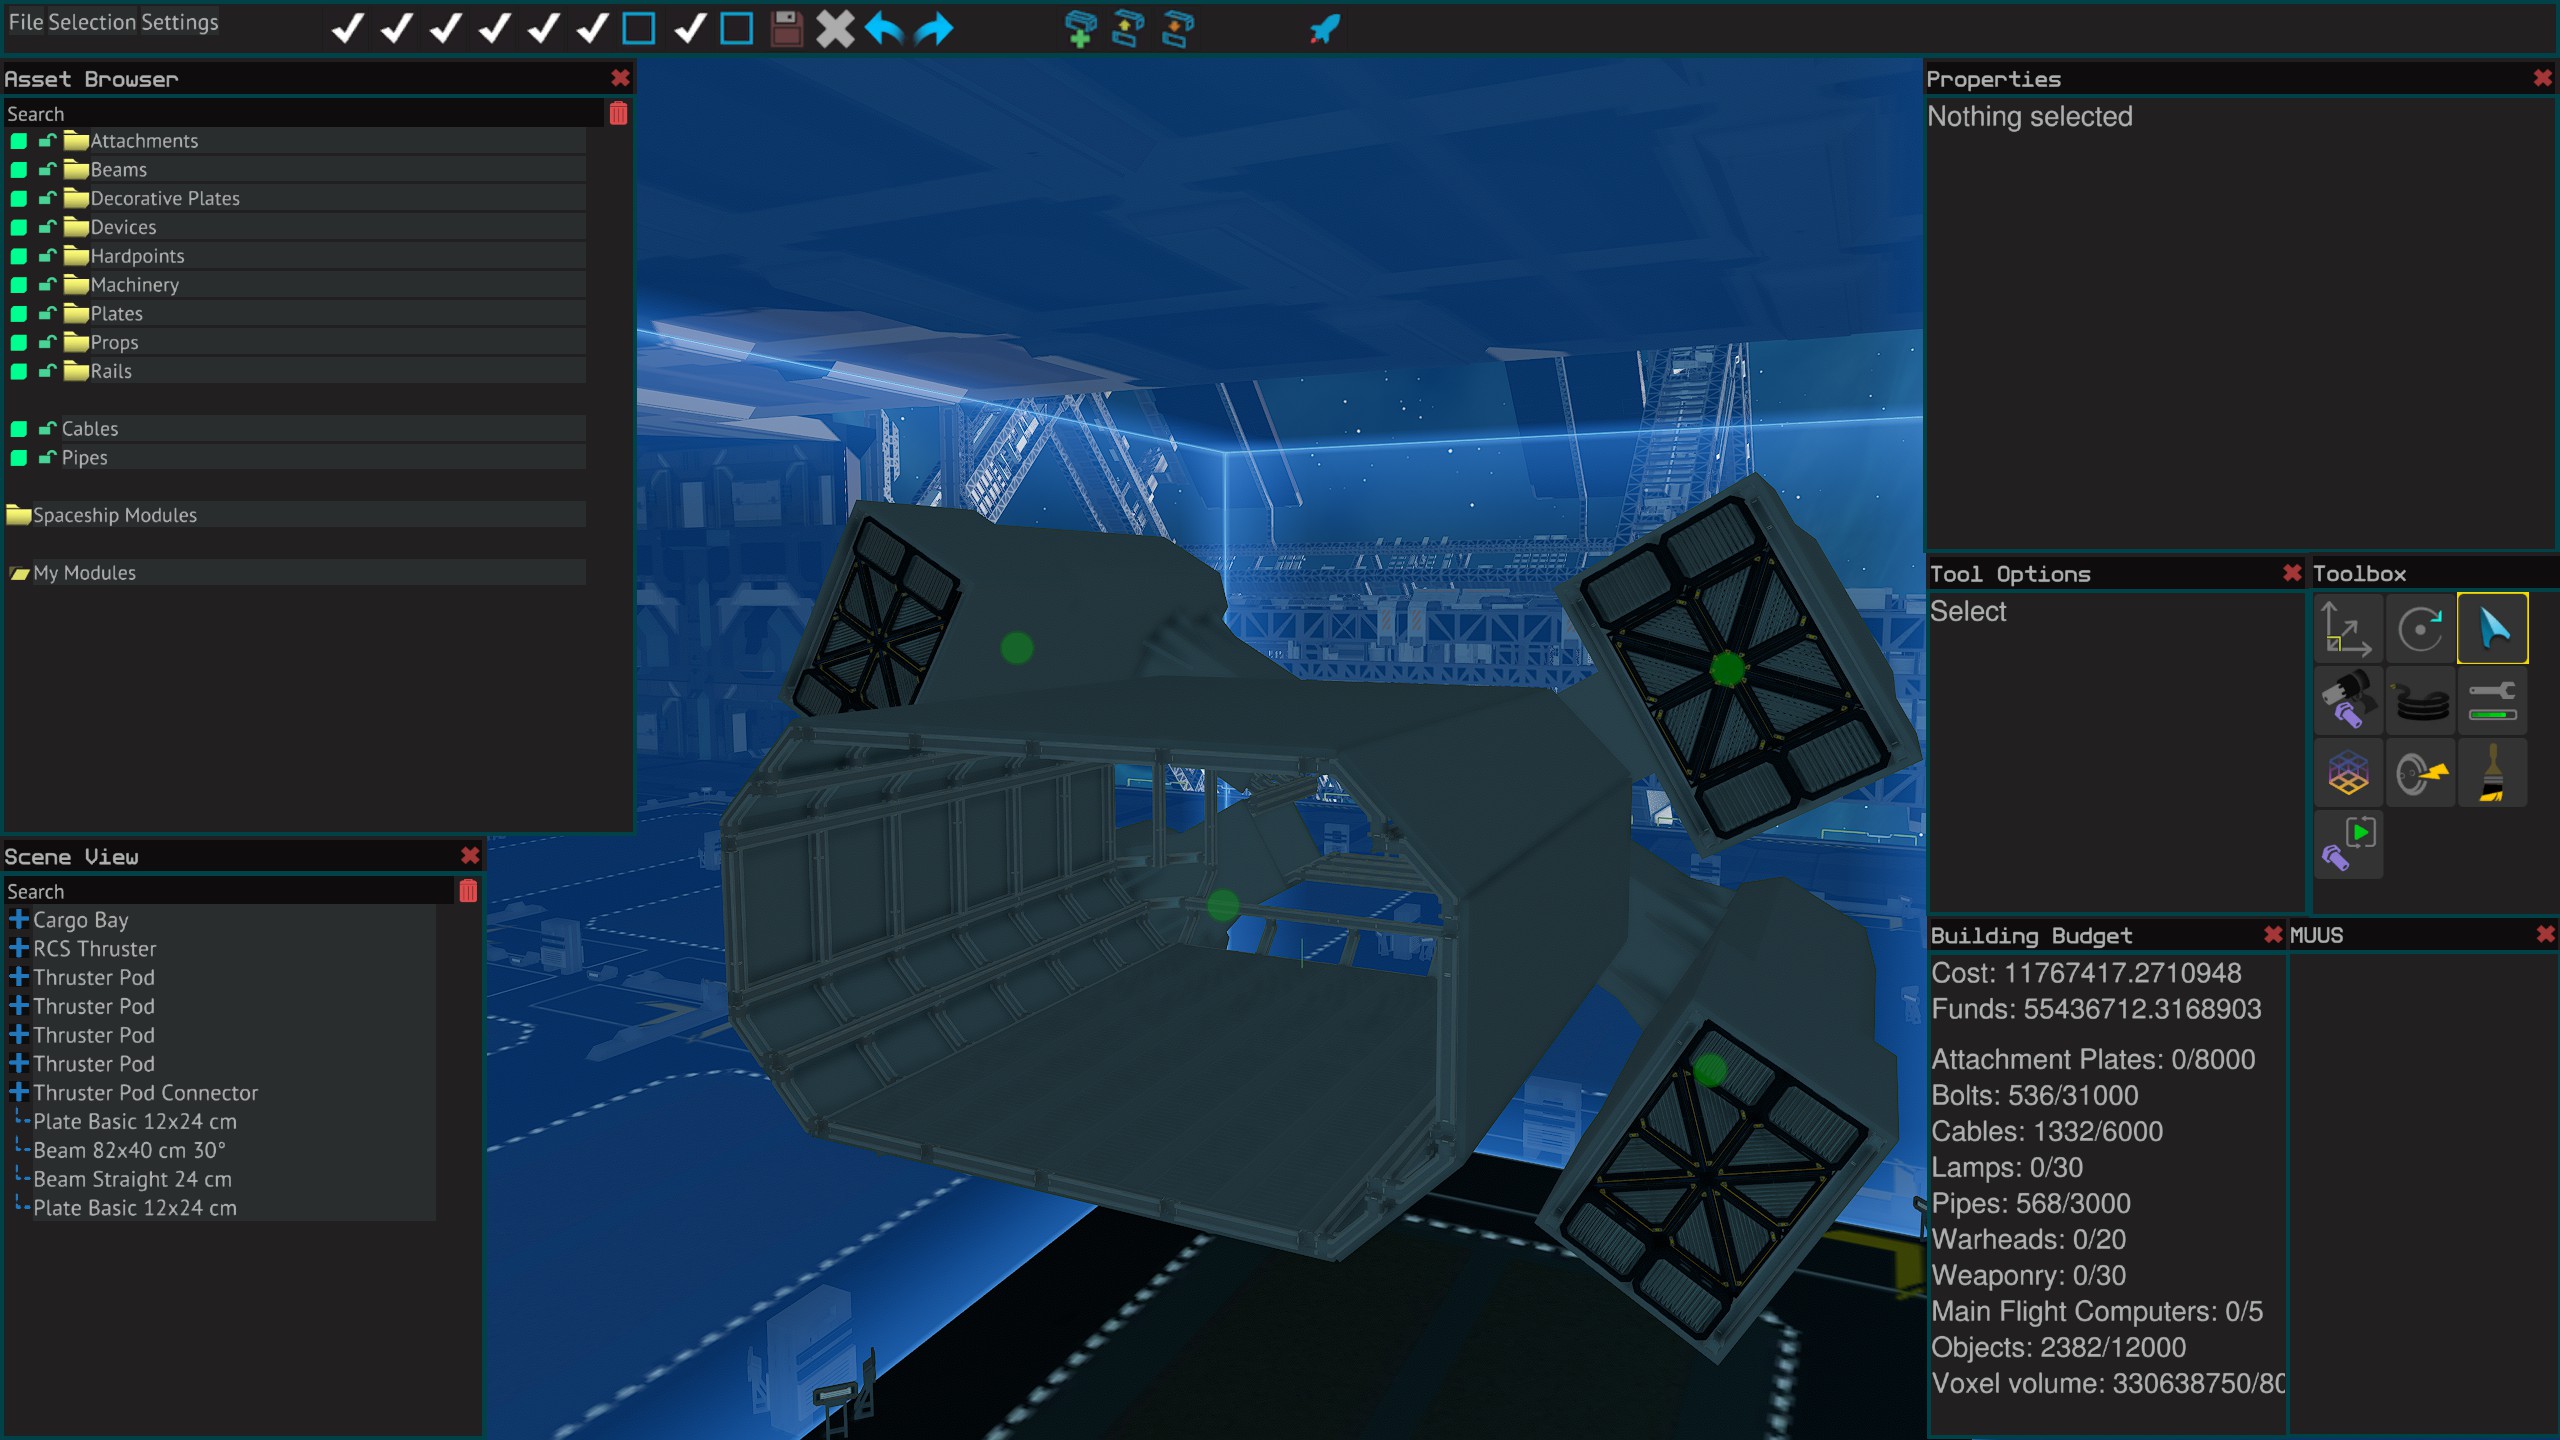 File Selection Settings
Asset Browser
Search
Attachments
Beams
Decorative Plates
Devices
Hardpoints
Machinery
Plates
Props
Rails
Cables
Pipes
Spaceship Modules
My Modules
Scene View
Search
Cargo Bay
RCS Thruster
Thruster Pod
Thruster Pod
Thruster Pod
Thruster Pod
Thruster Pod Connector
Plate Basic 12x24 cm
Beam 82x40 cm 30°
Beam Straight 24 cm
Plate Basic 12x24 cm
Properties
Nothing selected
Tool Options
Select
Toolbox
Building Budget
Cost: 11767417.2710948
Funds: 55436712.3168903
Attachment Plates: 0/8000
Bolts: 536/31000
Cables: 1332/6000
Lamps: 0/30
Pipes: 568/3000
Warheads: 0/20
Weaponry: 0/30
Main Flight Computers: 0/5
Objects: 2382/12000
Voxel volume: 330638750/80
MUUS